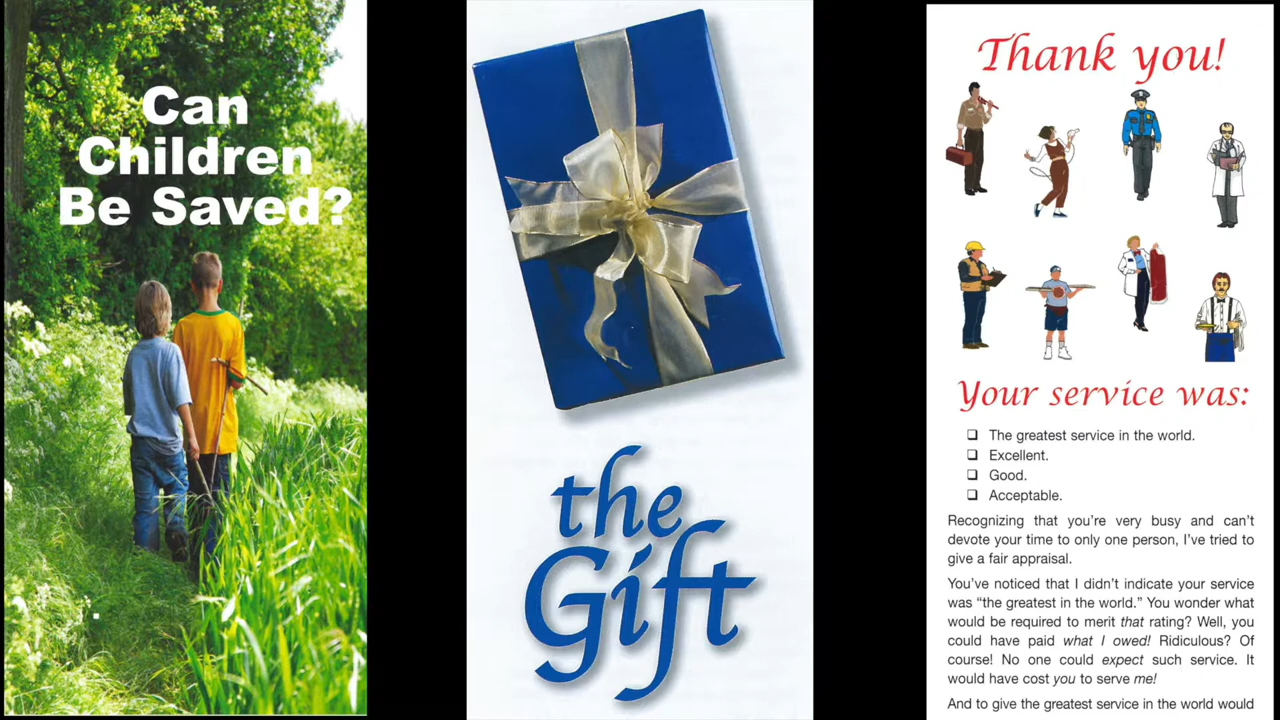 Can
Children
Be Saved?
the
Gift
Thank you!
Your service was:
❑ The greatest service in the world.
❑ Excellent.
❑ Good.
❑ Acceptable.
Recognizing that you’re very busy and can’t
devote your time to only one person, I’ve tried to
give a fair appraisal.
You’ve noticed that I didn’t indicate your service
was “the greatest in the world.” You wonder what
would be required to merit that rating? Well, you
could have paid what I owed! Ridiculous? Of
course! No one could expect such service. It
would have cost you to serve me!
And to give the greatest service in the world would